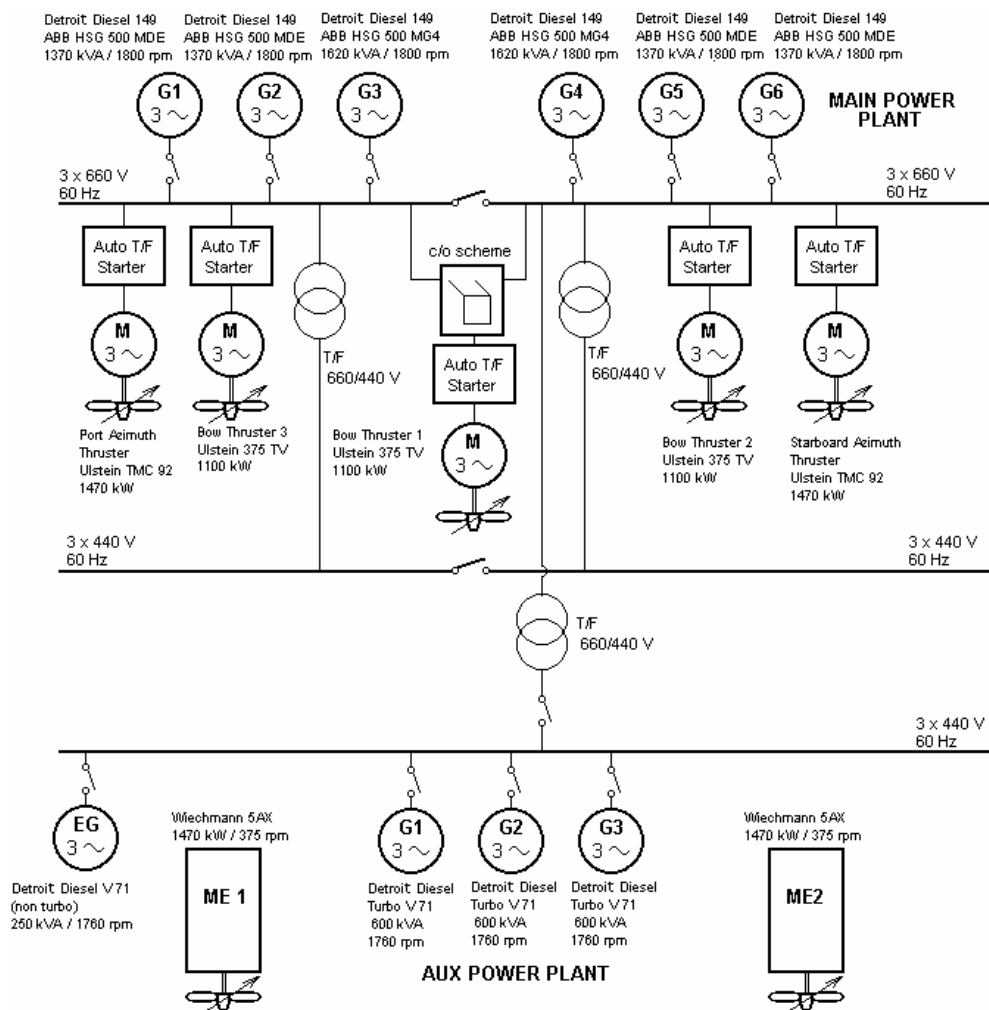 Detroit Diesel 149
ABB HSG 500 MDE
1370 kVA / 1800 rpm
Detroit Diesel 149
ABB HSG 500 MDE
1370 kVA / 1800 rpm
Detroit Diesel 149
ABB HSG 500 MG4
1620 kVA / 1800 rpm
Detroit Diesel 149
ABB HSG 500 MG4
1620 kVA / 1800 rpm
Detroit Diesel 149
ABB HSG 500 MDE
1370 kVA / 1800 rpm
Detroit Diesel 149
ABB HSG 500 MDE
1370 kVA / 1800 rpm
G1
3 ~
G2
3 ~
G3
3 ~
G4
3 ~
G5
3 ~
G6
3 ~
MAIN POWER
PLANT
3 x 660 V
60 Hz
3 x 660 V
60 Hz
Auto T/F
Starter
Auto T/F
Starter
c/o scheme
Auto T/F
Starter
Auto T/F
Starter
M
3 ~
M
3 ~
T/F
660/440 V
Auto T/F
Starter
T/F
660/440 V
M
3 ~
M
3 ~
Port Azimuth
Thruster
Ulstein TMC 92
1470 kW
Bow Thruster 3
Ulstein 375 TV
1100 kW
Bow Thruster 1
Ulstein 375 TV
1100 kW
M
3 ~
Bow Thruster 2
Ulstein 375 TV
1100 kW
Starboard Azimuth
Thruster
Ulstein TMC 92
1470 kW
3 x 440 V
60 Hz
3 x 440 V
60 Hz
T/F
660/440 V
3 x 440 V
60 Hz
EG
3 ~
Detroit Diesel V71
(non turbo)
250 kVA / 1760 rpm
Wiechmann 5AX
1470 kW / 375 rpm
ME 1
G1
3 ~
G2
3 ~
G3
3 ~
Detroit Diesel
Turbo V71
600 kVA
1760 rpm
Detroit Diesel
Turbo V71
600 kVA
1760 rpm
Detroit Diesel
Turbo V71
600 kVA
1760 rpm
Wiechmann 5AX
1470 kW / 375 rpm
ME2
AUX POWER PLANT